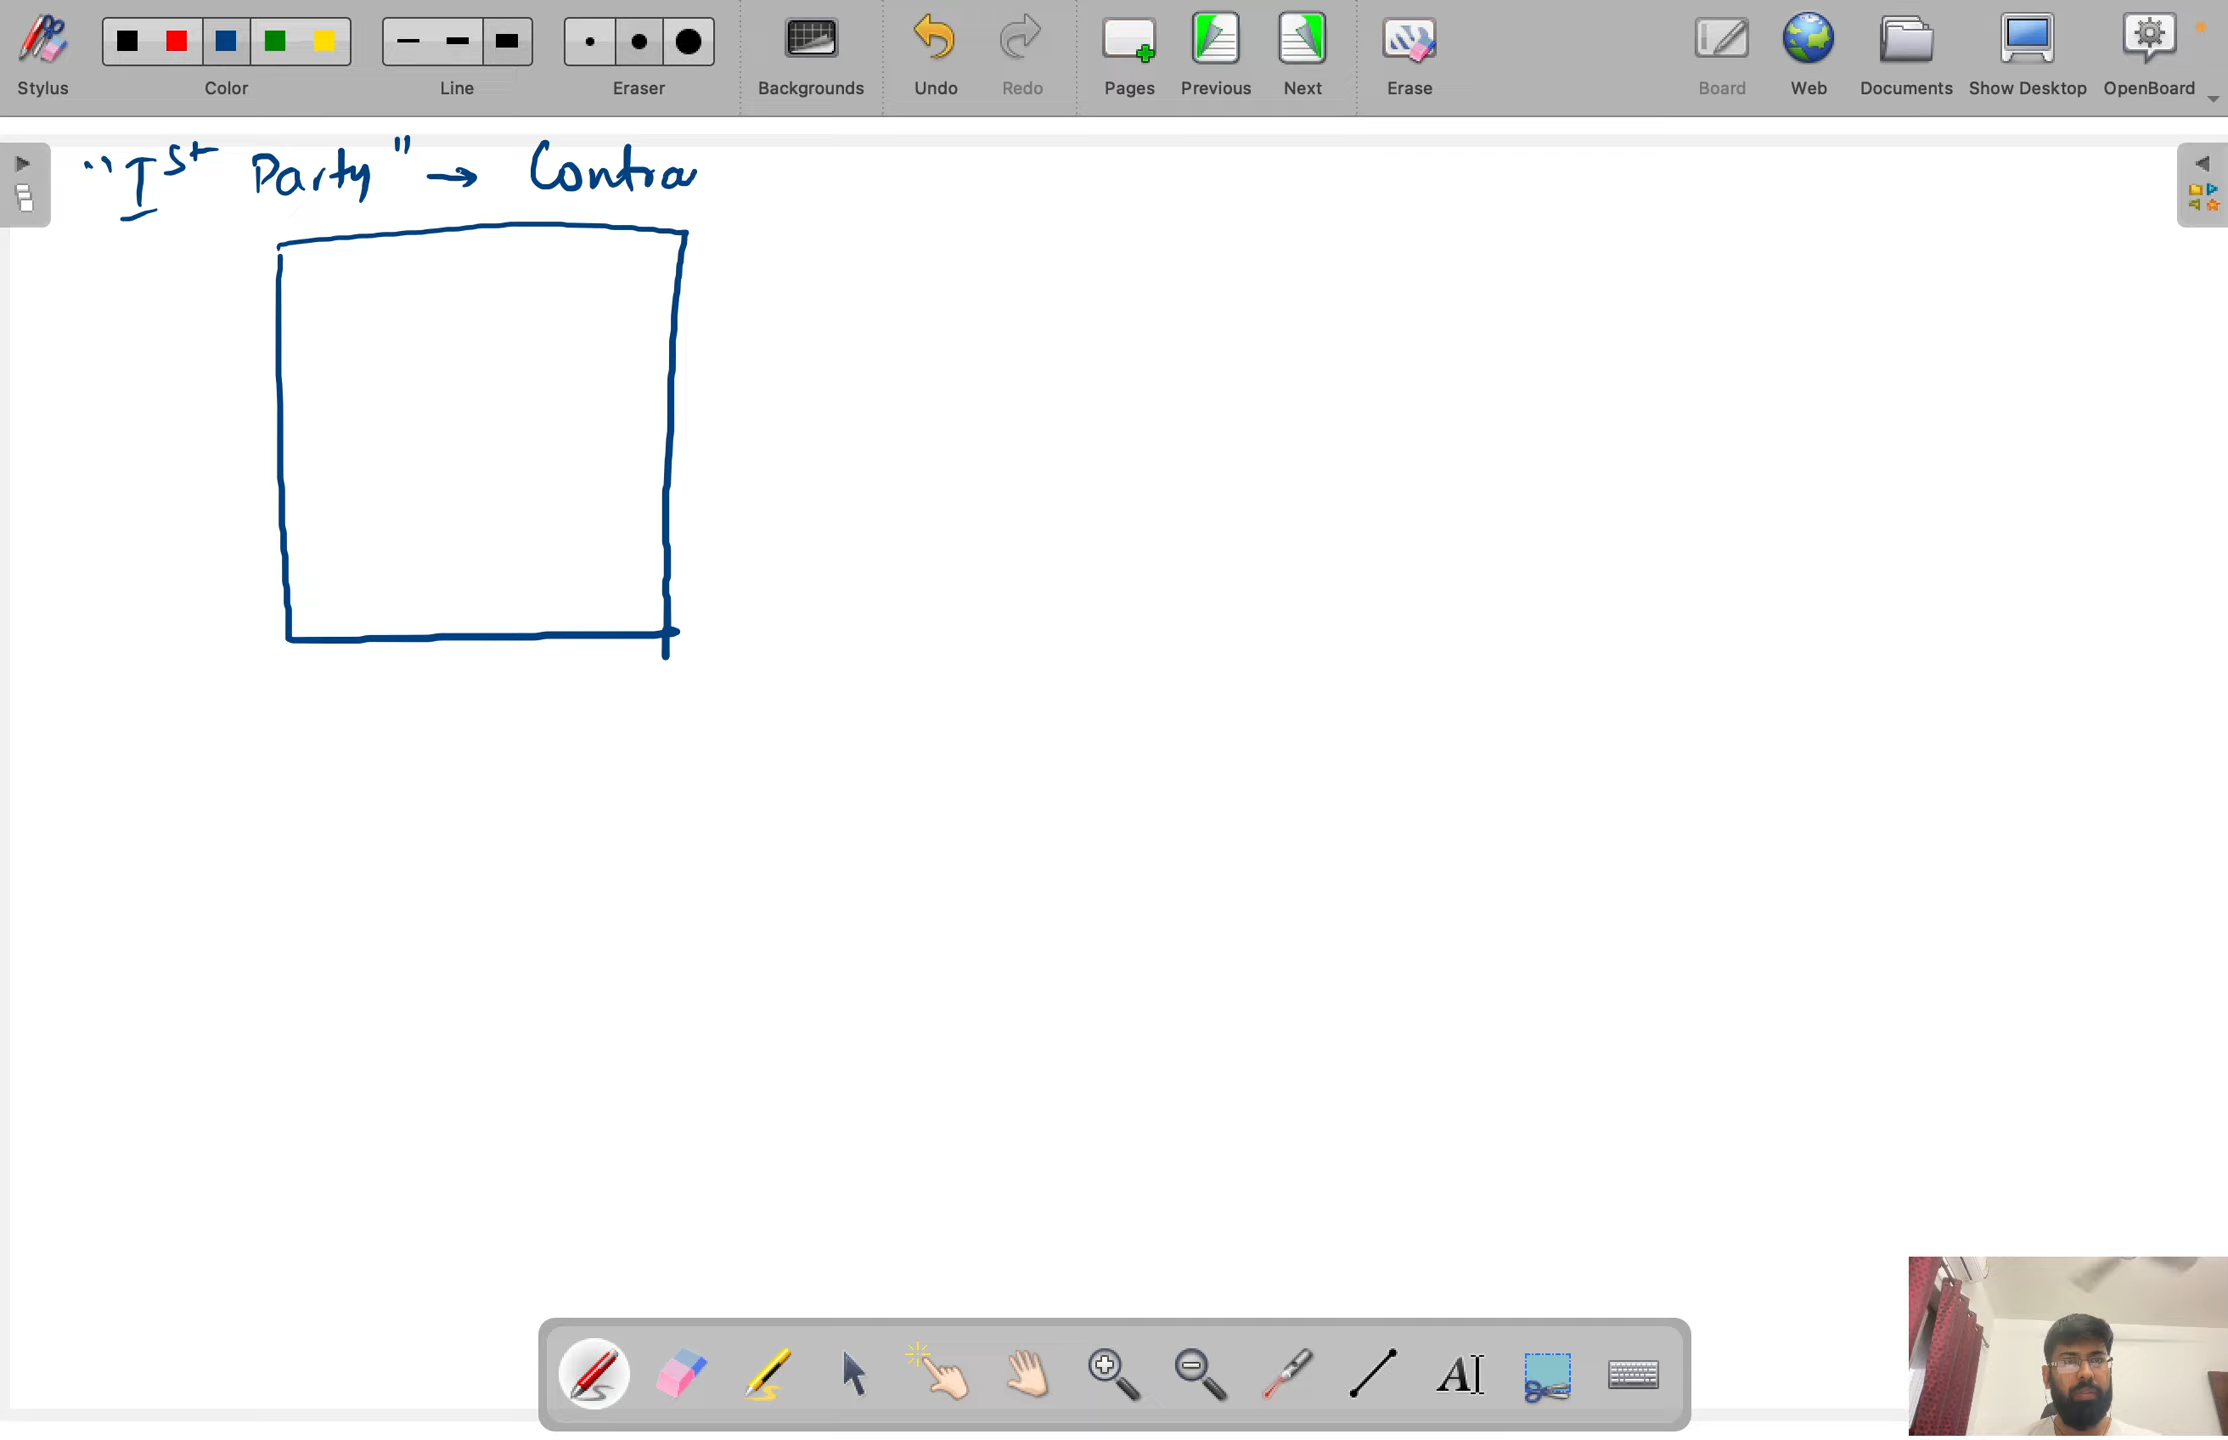 Stylus Color Line Eraser Backgrounds Undo Redo Pages Previous Next Erase Board Web Documents Show Desktop OpenBoard
"Ist Party" → Contra